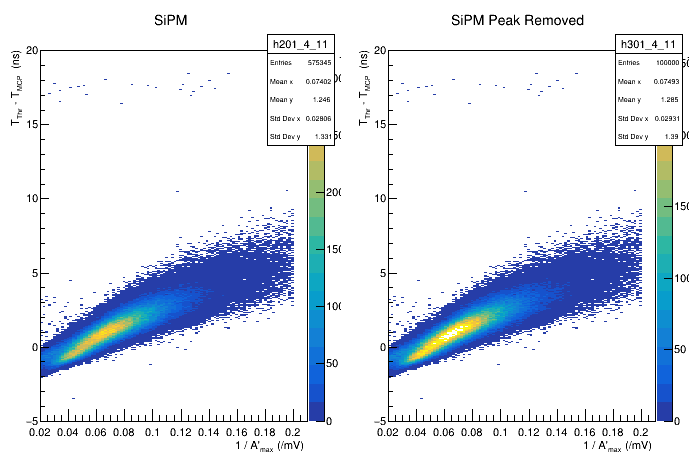 SiPM
h201_4_11
Entries 575345
Mean x 0.07402
Mean y 1.246
Std Dev x 0.02806
Std Dev y 1.331
T_Thr - T_MCP (ns)
20
15
10
5
0
−5
0.02 0.04 0.06 0.08 0.1 0.12 0.14 0.16 0.18 0.2
1 / A'_max (/mV)
200
150
100
50
0
SiPM Peak Removed
h301_4_11
Entries 100000
Mean x 0.07493
Mean y 1.285
Std Dev x 0.02931
Std Dev y 1.39
T_Thr - T_MCP (ns)
20
15
10
5
0
−5
0.02 0.04 0.06 0.08 0.1 0.12 0.14 0.16 0.18 0.2
1 / A'_max (/mV)
150
100
50
0